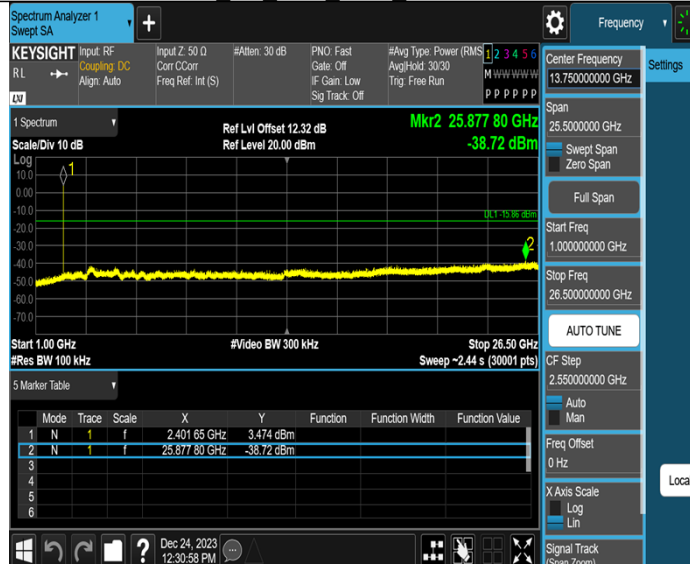 Spectrum Analyzer 1
Swept SA
+
Frequency
KEYSIGHT
RL
LXI
Input: RF
Coupling: DC
Align: Auto
Input Z: 50 Ω
Corr CCorr
Freq Ref: Int (S)
#Atten: 30 dB
PNO: Fast
Gate: Off
IF Gain: Low
Sig Track: Off
#Avg Type: Power (RMS
Avg|Hold: 30/30
Trig: Free Run
1 2 3 4 5 6
M W W W W W
P P P P P P
1 Spectrum
Scale/Div 10 dB
Ref Lvl Offset 12.32 dB
Ref Level 20.00 dBm
Mkr2 25.877 80 GHz
-38.72 dBm
Log
10.0
0.00
-10.0
-20.0
-30.0
-40.0
-50.0
-60.0
-70.0
1
DL1 -15.86 dBm
2
Start 1.00 GHz
#Res BW 100 kHz
#Video BW 300 kHz
Stop 26.50 GHz
Sweep ~2.44 s (30001 pts)
5 Marker Table
Mode Trace Scale X Y Function Function Width Function Value
1 N 1 f 2.401 65 GHz 3.474 dBm
2 N 1 f 25.877 80 GHz -38.72 dBm
3
4
5
6
?
Dec 24, 2023
12:30:58 PM
Center Frequency
13.750000000 GHz
Span
25.5000000 GHz
Swept Span
Zero Span
Full Span
Start Freq
1.000000000 GHz
Stop Freq
26.500000000 GHz
AUTO TUNE
CF Step
2.550000000 GHz
Auto
Man
Freq Offset
0 Hz
X Axis Scale
Log
Lin
Signal Track
(Span Zoom)
Settings
Loca